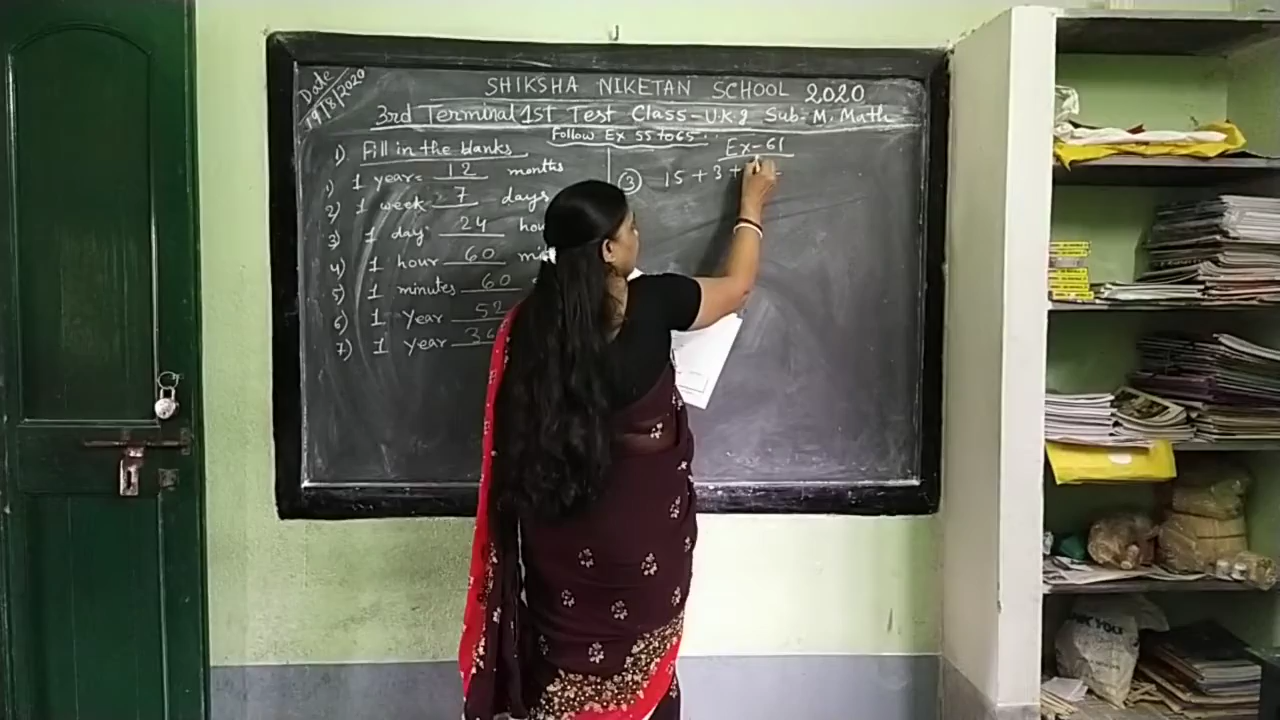 Date
19/8/2020
SHIKSHA NIKETAN SCHOOL 2020
3rd Terminal 1st Test Class-U.K.g Sub- M. Math
Follow Ex 55 to 65..
1) Fill in the blanks
1) 1 year= 12 months
2) 1 week = 7 days
3) 1 day= 24
4) 1 hour 60
5) 1 minutes 60
6) 1 Year 52
7) 1 Year 36
Ex-61
3 15+3+